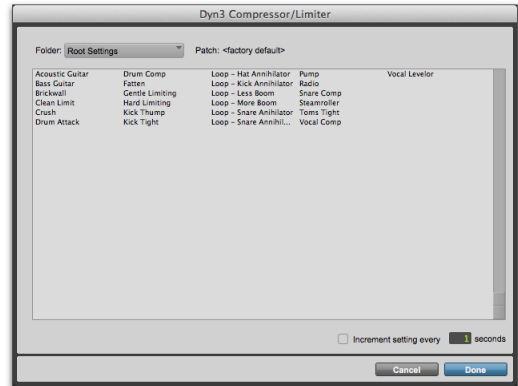 Dyn3 Compressor/Limiter
Folder: Root Settings Patch: <factory default>
Acoustic Guitar Drum Comp Loop – Hat Annihilator Pump Vocal Levelor
Bass Guitar Fatten Loop – Kick Annihilator Radio
Brickwall Gentle Limiting Loop – Less Boom Snare Comp
Clean Limit Hard Limiting Loop – More Boom Steamroller
Crush Kick Thump Loop – Snare Anihilator Toms Tight
Drum Attack Kick Tight Loop – Snare Annihil... Vocal Comp
Increment setting every 1 seconds
Cancel Done